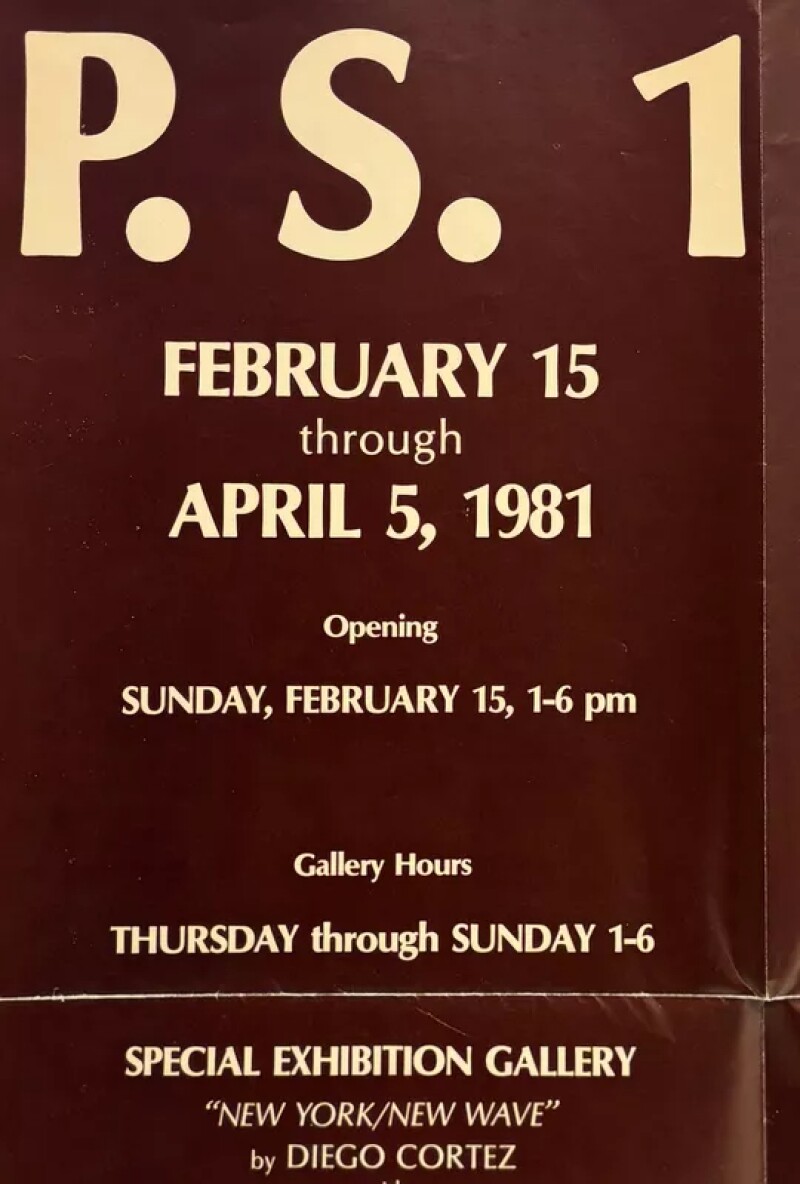 P. S. 1
FEBRUARY 15
through
APRIL 5, 1981
Opening
SUNDAY, FEBRUARY 15, 1-6 pm
Gallery Hours
THURSDAY through SUNDAY 1-6
SPECIAL EXHIBITION GALLERY
“NEW YORK/NEW WAVE”
by DIEGO CORTEZ